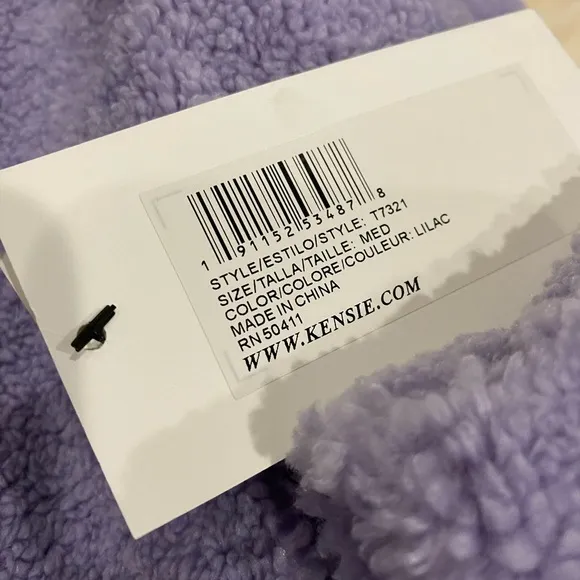 1 91152 53487 8
STYLE/ESTILO/STYLE: T7321
SIZE/TALLA/TAILLE: MED
COLOR/COLORE/COULEUR: LILAC
MADE IN CHINA
RN 50411
WWW.KENSIE.COM